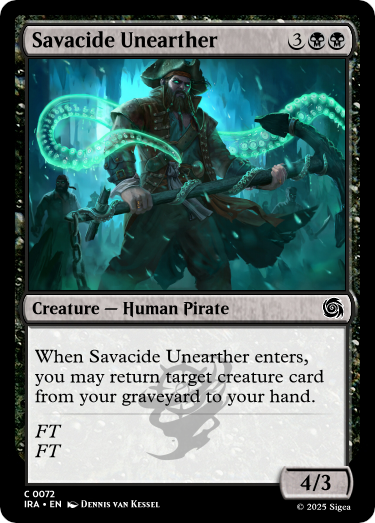 Savacide Unearther 3
Creature — Human Pirate
When Savacide Unearther enters,
you may return target creature card
from your graveyard to your hand.
FT
FT
4/3
C 0072
IRA • EN Dennis van Kessel
© 2025 Sigea